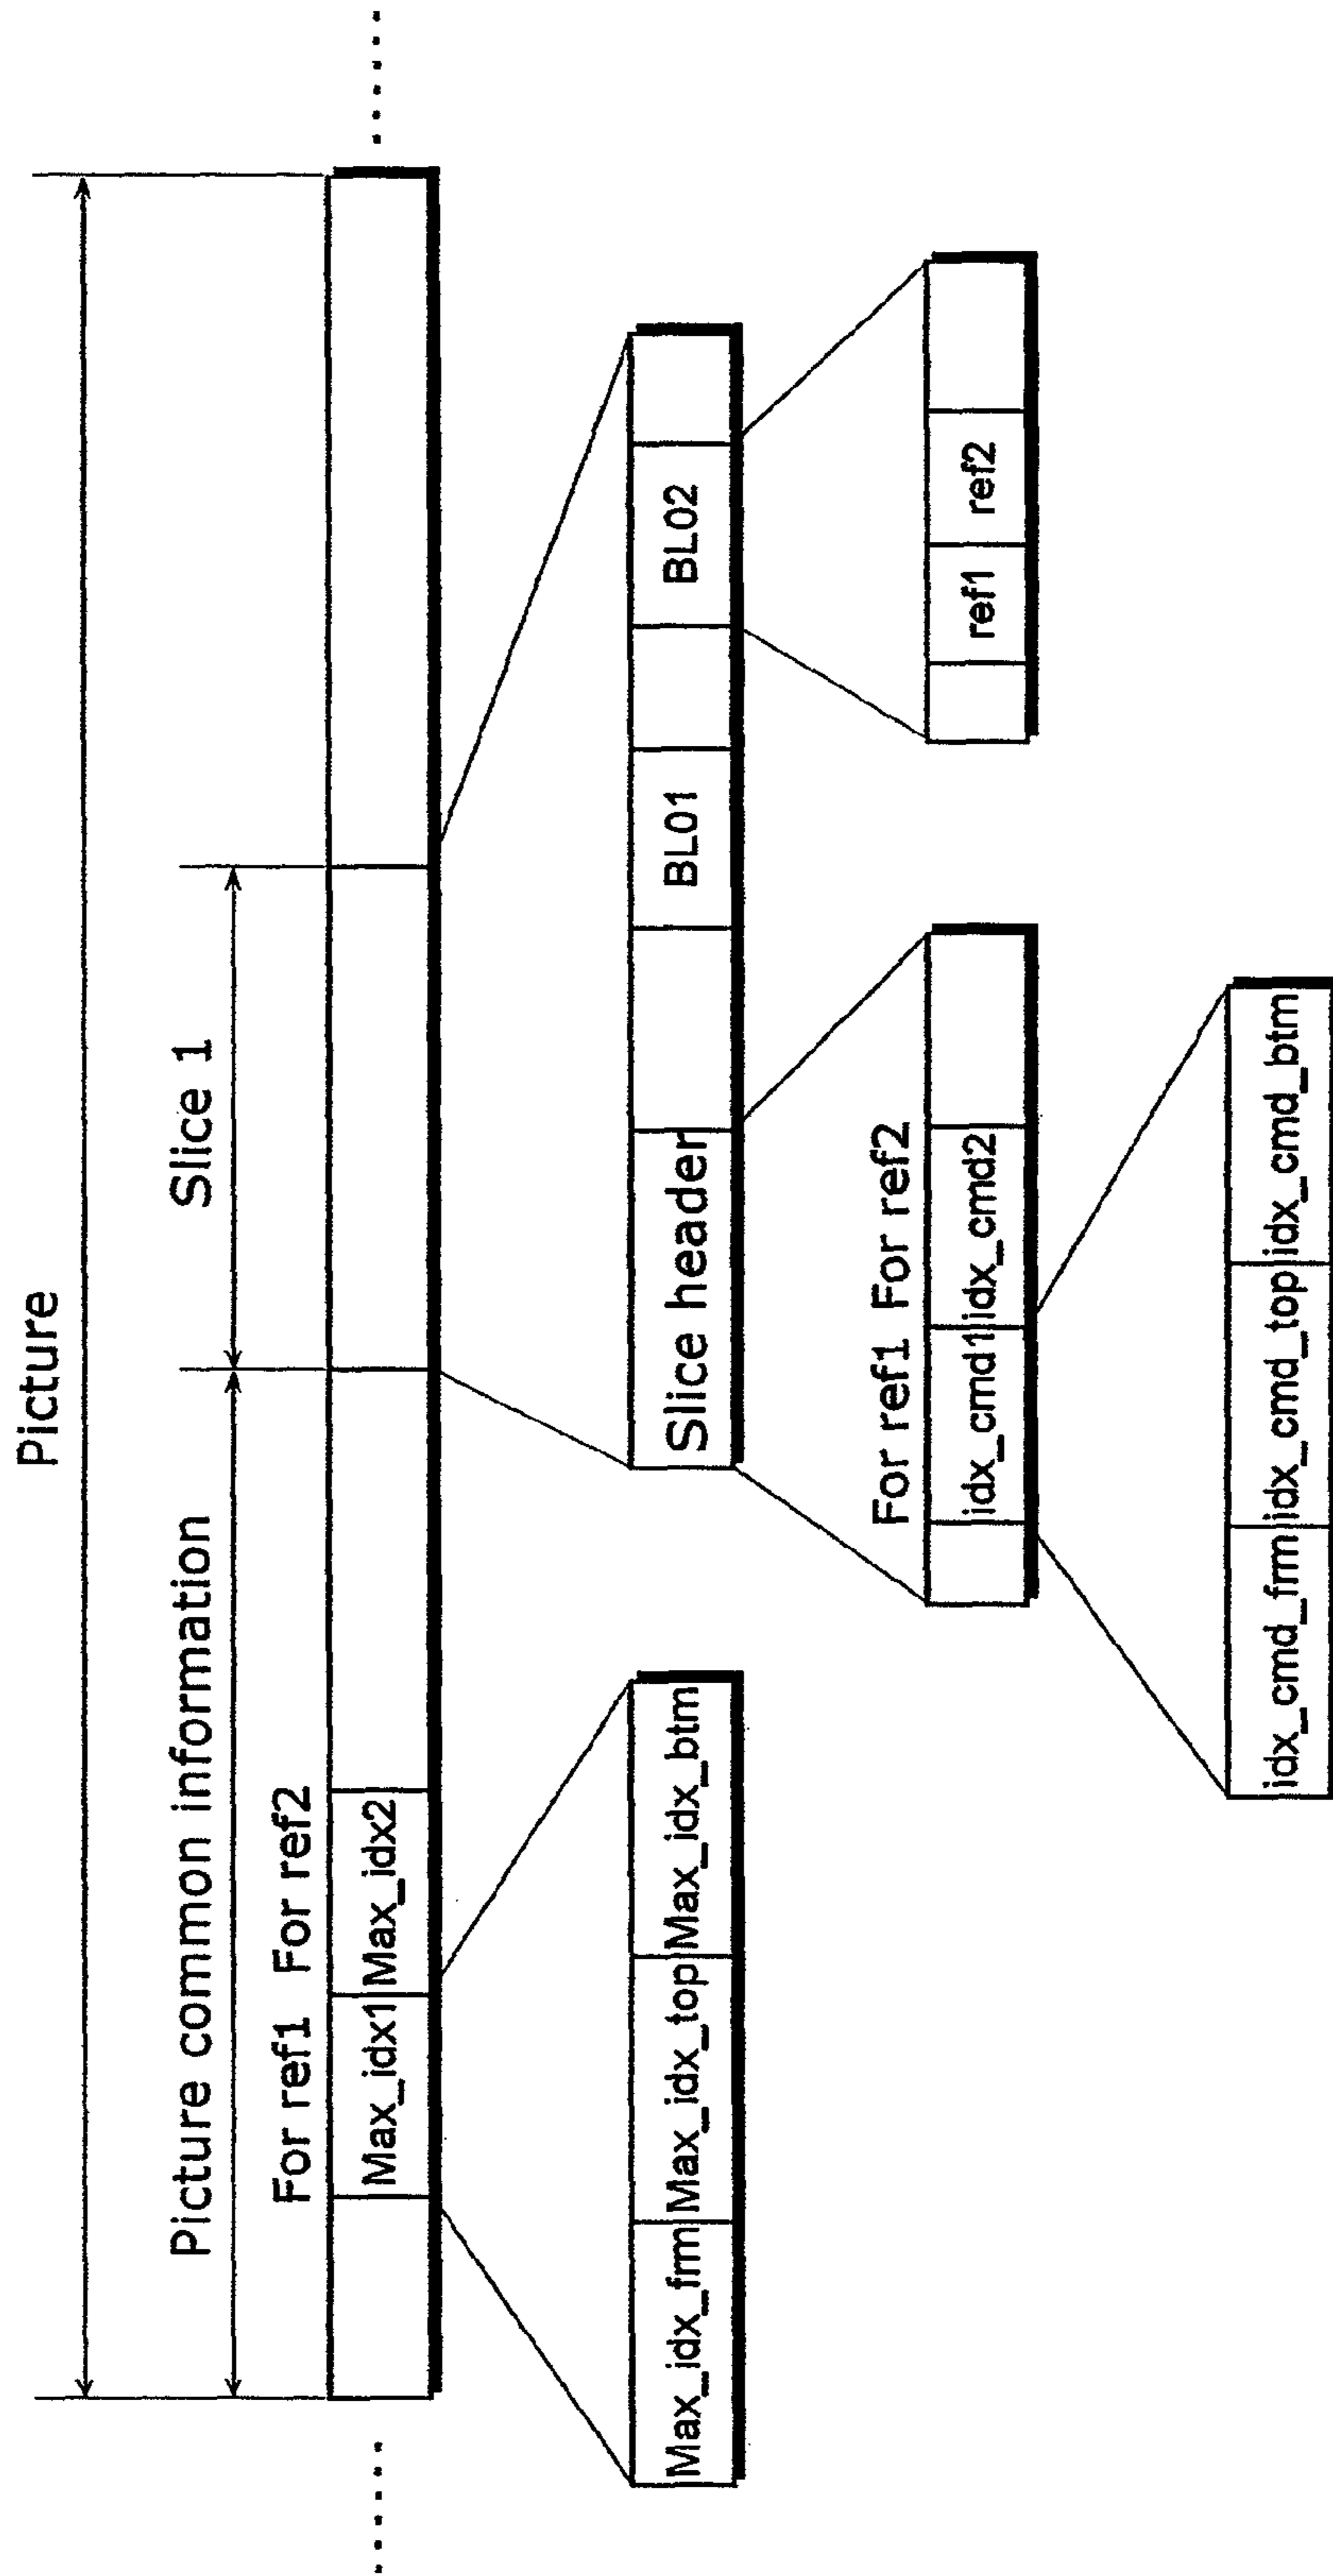 Picture
Picture common information
Slice 1
For ref1 For ref2
Max_idx1 Max_idx2
Max_idx_frm Max_idx_top Max_idx_btm
Slice header BL01 BL02
For ref1 For ref2
idx_cmd1 idx_cmd2
ref1 ref2
idx_cmd_frm idx_cmd_top idx_cmd_btm